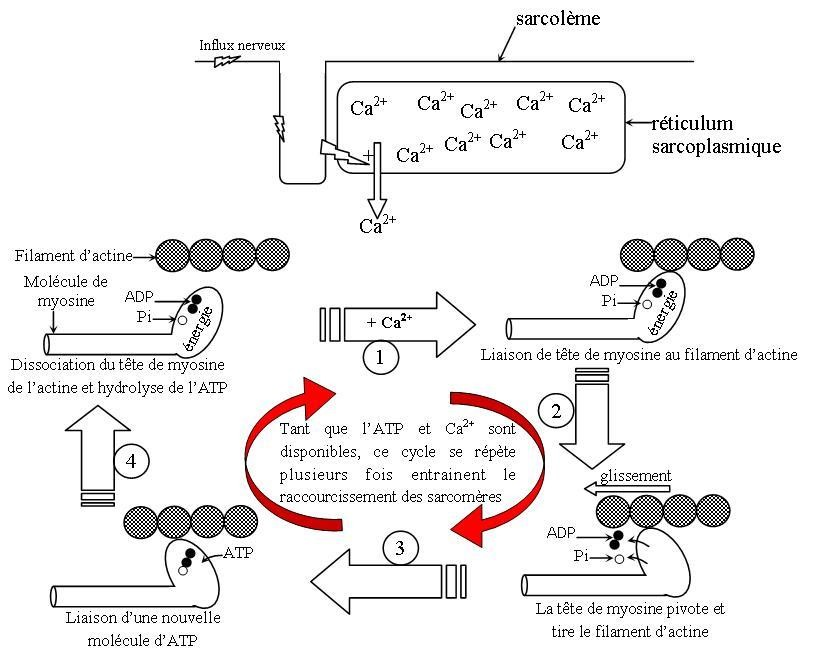 sarcolème
Influx nerveux
Ca²⁺ Ca²⁺ Ca²⁺ Ca²⁺ Ca²⁺
Ca²⁺ Ca²⁺ Ca²⁺ Ca²⁺
+
réticulum
sarcoplasmique
Ca²⁺
Filament d'actine
Molécule de
myosine
ADP
Pi
énergie
Dissociation du tête de myosine
de l'actine et hydrolyse de l'ATP
+ Ca²⁺
1
ADP
Pi
énergie
Liaison de tête de myosine au filament d'actine
2
Tant que l'ATP et Ca²⁺ sont
disponibles, ce cycle se répète
plusieurs fois entrainent le
raccourcissement des sarcomères
4
glissement
ADP
Pi
La tête de myosine pivote et
tire le filament d'actine
3
ATP
Liaison d'une nouvelle
molécule d'ATP